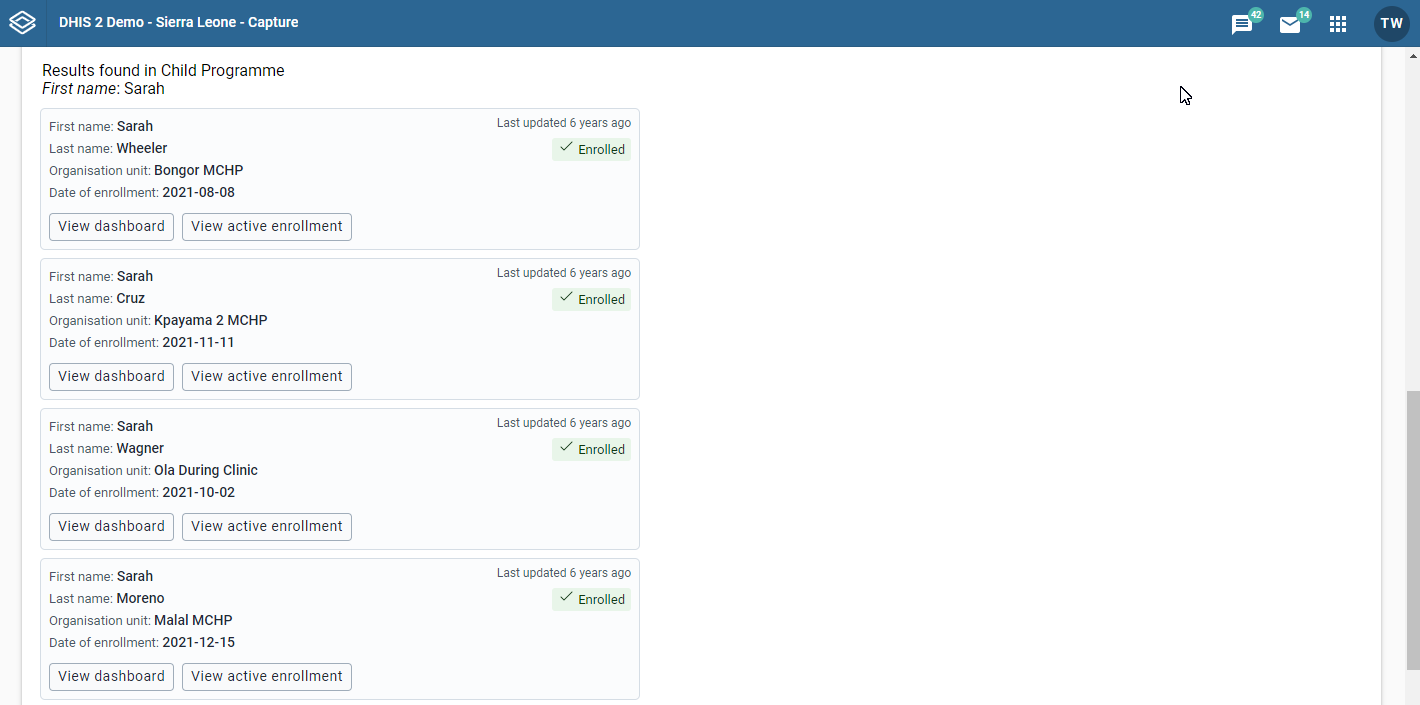 DHIS 2 Demo - Sierra Leone - Capture
42
14
TW
Results found in Child Programme
First name: Sarah
First name: Sarah
Last updated 6 years ago
Last name: Wheeler
Enrolled
Organisation unit: Bongor MCHP
Date of enrollment: 2021-08-08
View dashboard
View active enrollment
First name: Sarah
Last updated 6 years ago
Last name: Cruz
Enrolled
Organisation unit: Kpayama 2 MCHP
Date of enrollment: 2021-11-11
View dashboard
View active enrollment
First name: Sarah
Last updated 6 years ago
Last name: Wagner
Enrolled
Organisation unit: Ola During Clinic
Date of enrollment: 2021-10-02
View dashboard
View active enrollment
First name: Sarah
Last updated 6 years ago
Last name: Moreno
Enrolled
Organisation unit: Malal MCHP
Date of enrollment: 2021-12-15
View dashboard
View active enrollment